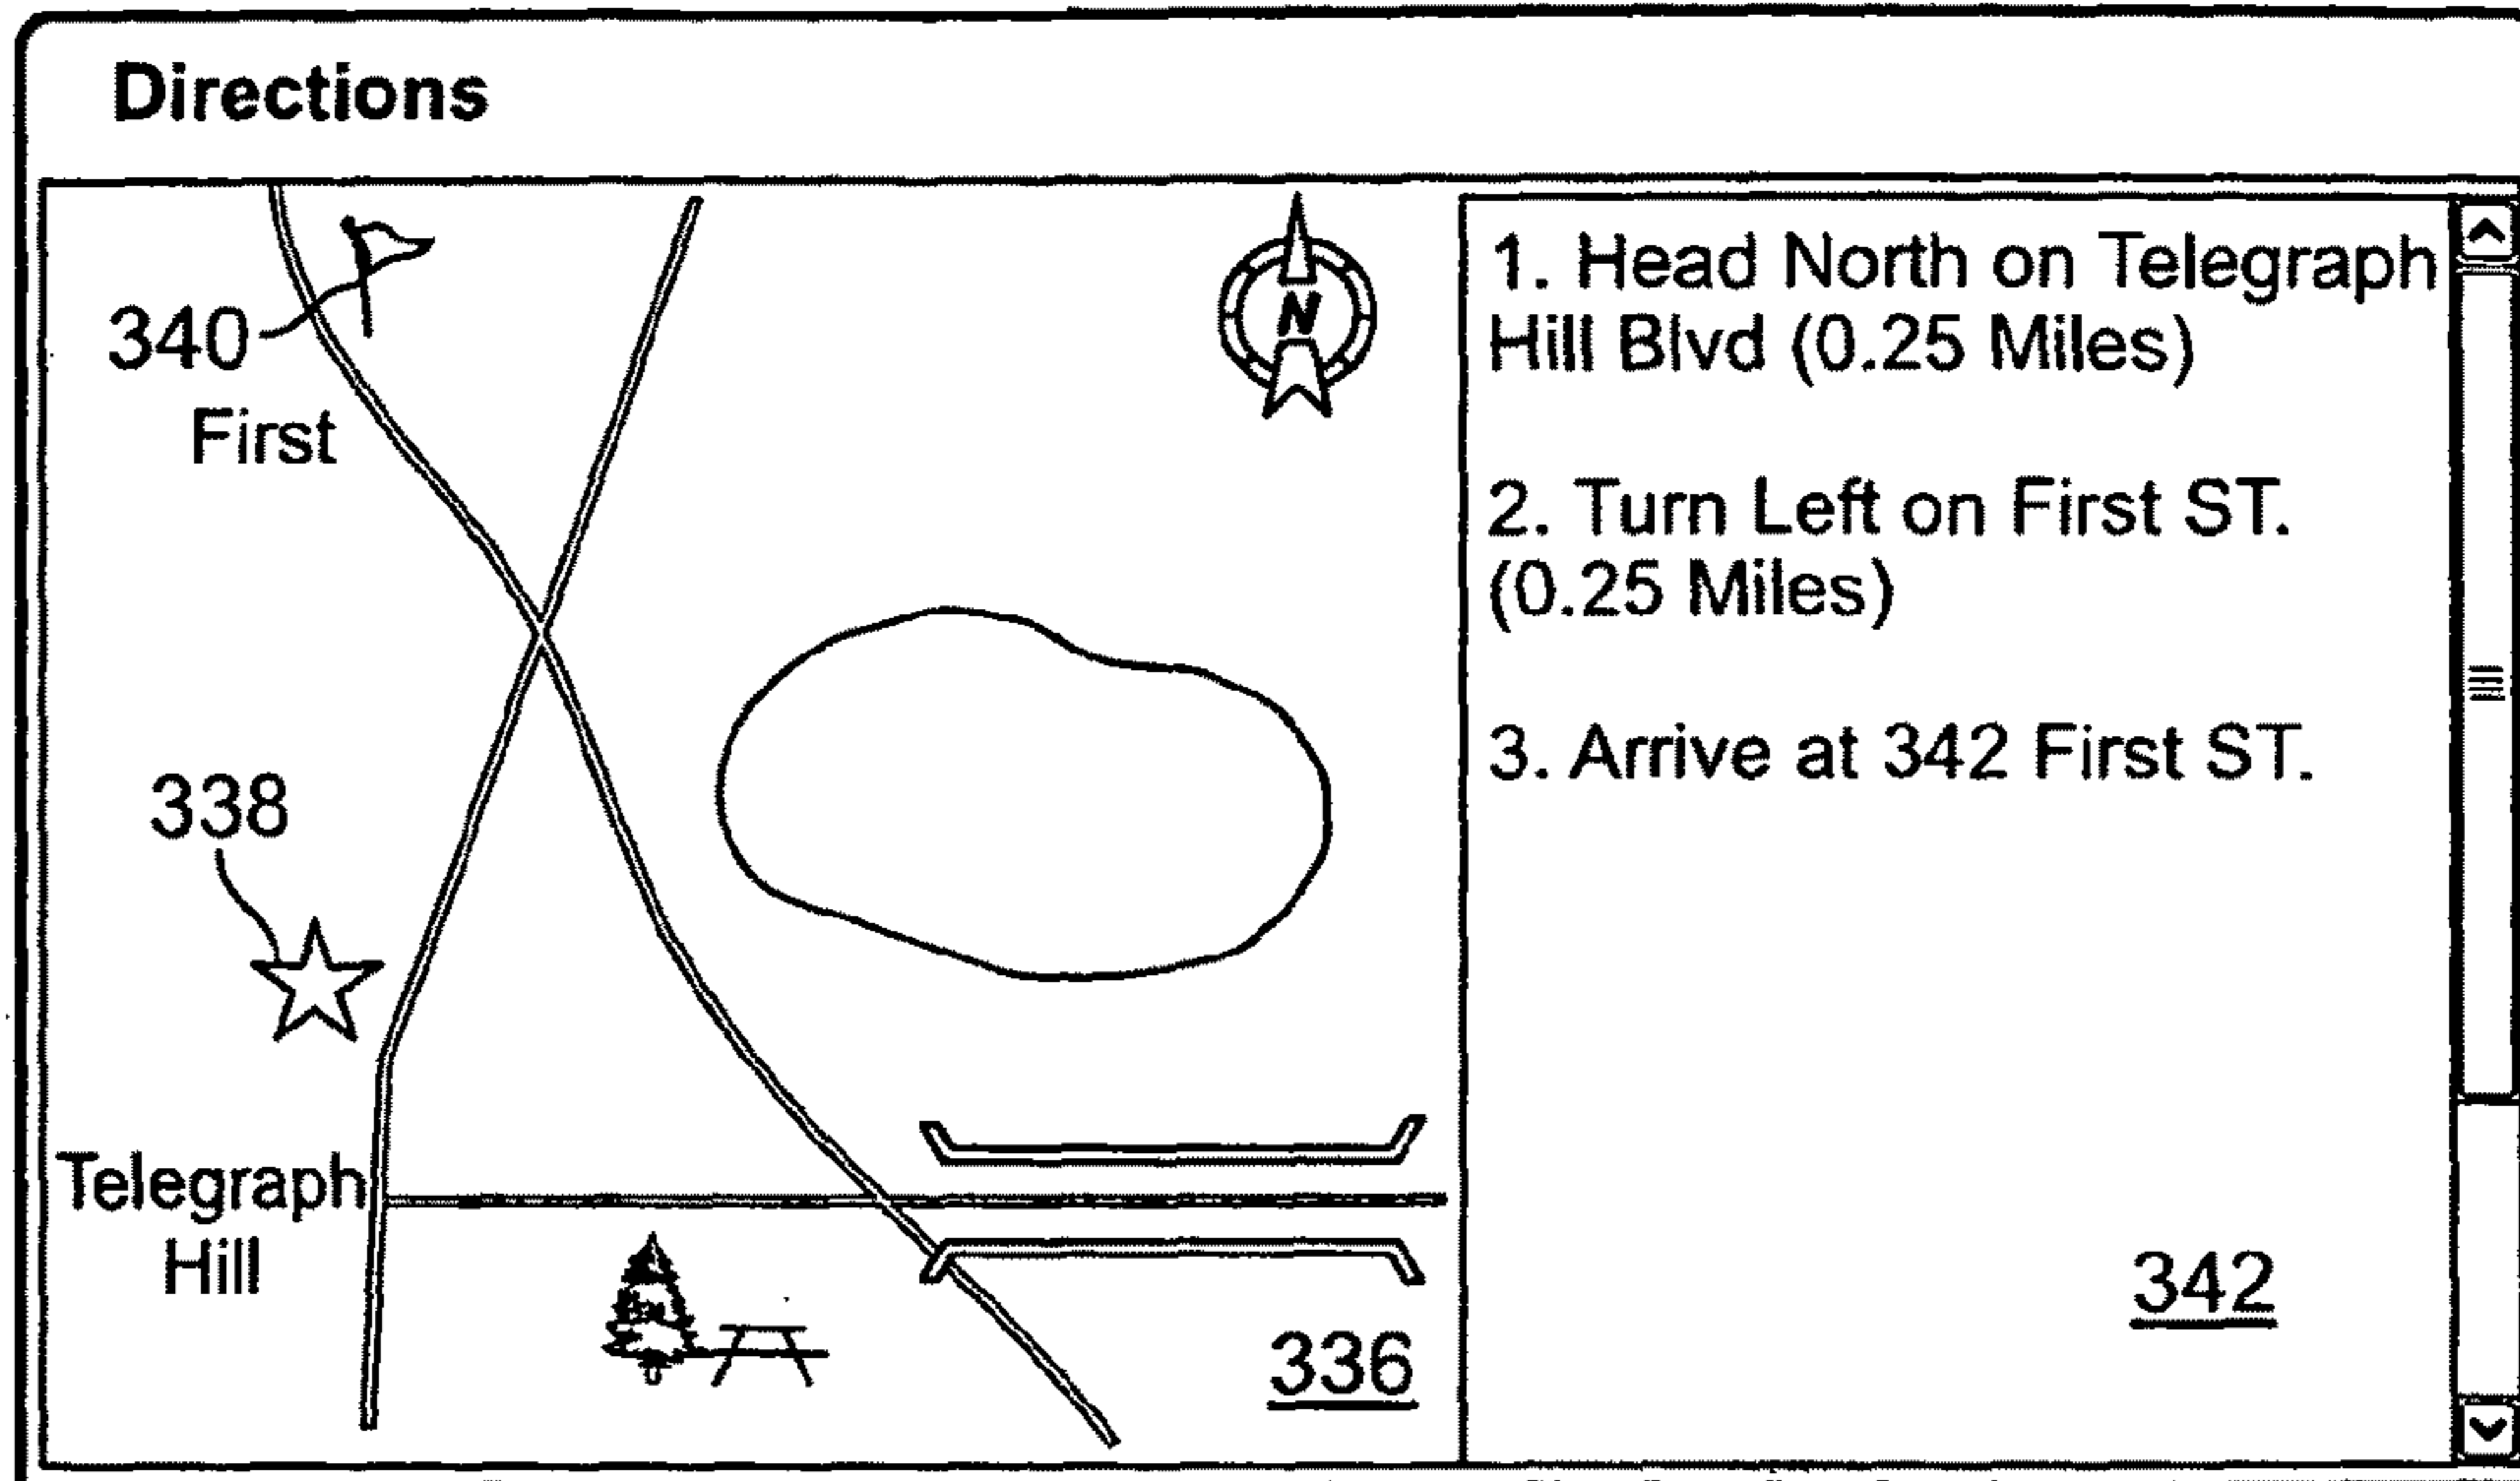 Directions
340
First
338
Telegraph
Hill
N
336
1. Head North on Telegraph
Hill Blvd (0.25 Miles)
2. Turn Left on First ST.
(0.25 Miles)
3. Arrive at 342 First ST.
342